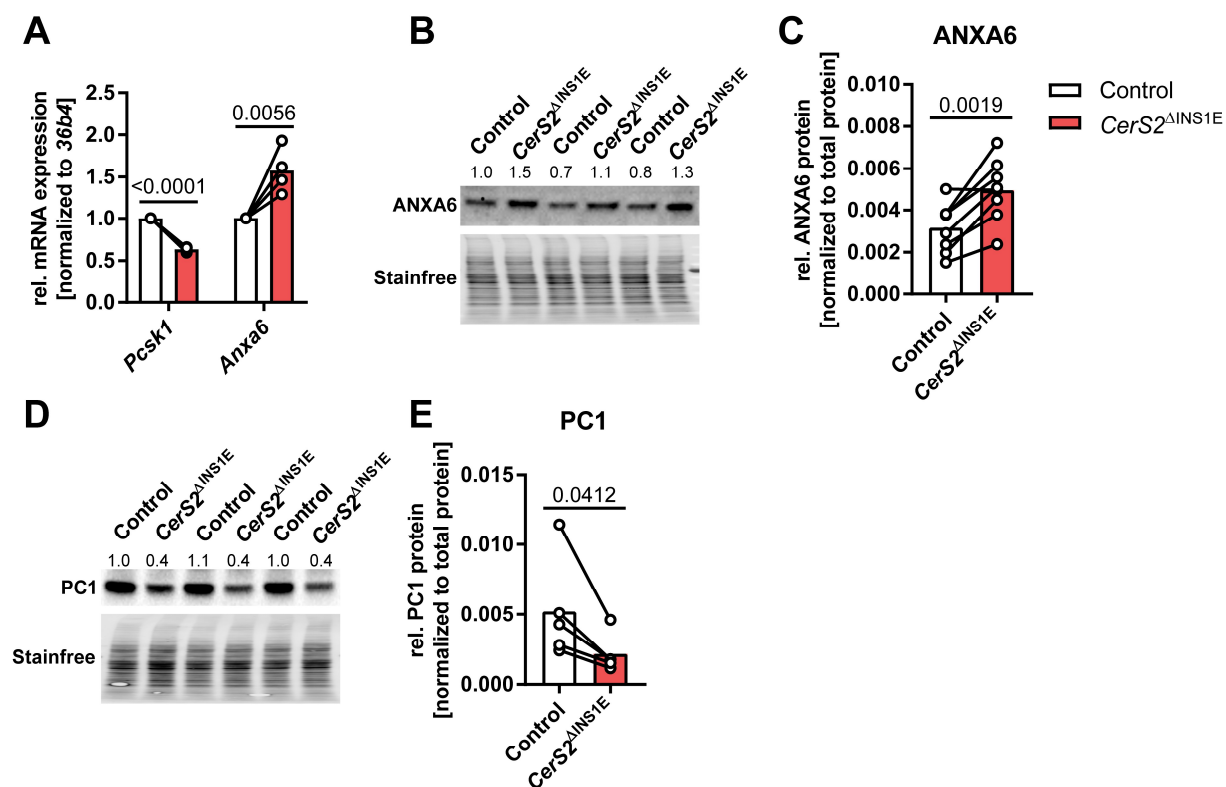 A
rel. mRNA expression
[normalized to 36b4]
2.5
2.0
1.5
1.0
0.5
0.0
<0.0001
0.0056
Pcsk1
Anxa6
B
Control
CerS2ΔINS1E
Control
CerS2ΔINS1E
Control
CerS2ΔINS1E
1.0 1.5 0.7 1.1 0.8 1.3
ANXA6
Stainfree
C
ANXA6
rel. ANXA6 protein
[normalized to total protein]
0.010
0.008
0.006
0.004
0.002
0.000
0.0019
Control
CerS2ΔINS1E
Control
CerS2ΔINS1E
D
Control
CerS2ΔINS1E
Control
CerS2ΔINS1E
Control
CerS2ΔINS1E
1.0 0.4 1.1 0.4 1.0 0.4
PC1
Stainfree
E
PC1
rel. PC1 protein
[normalized to total protein]
0.015
0.010
0.005
0.000
0.0412
Control
CerS2ΔINS1E